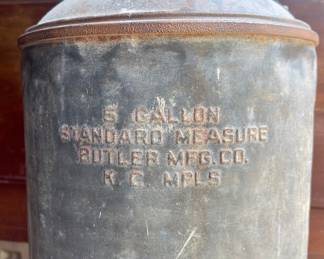 5 GALLON
STANDARD MEASURE
BUTLER MFG. CO.
K. C. MPLS